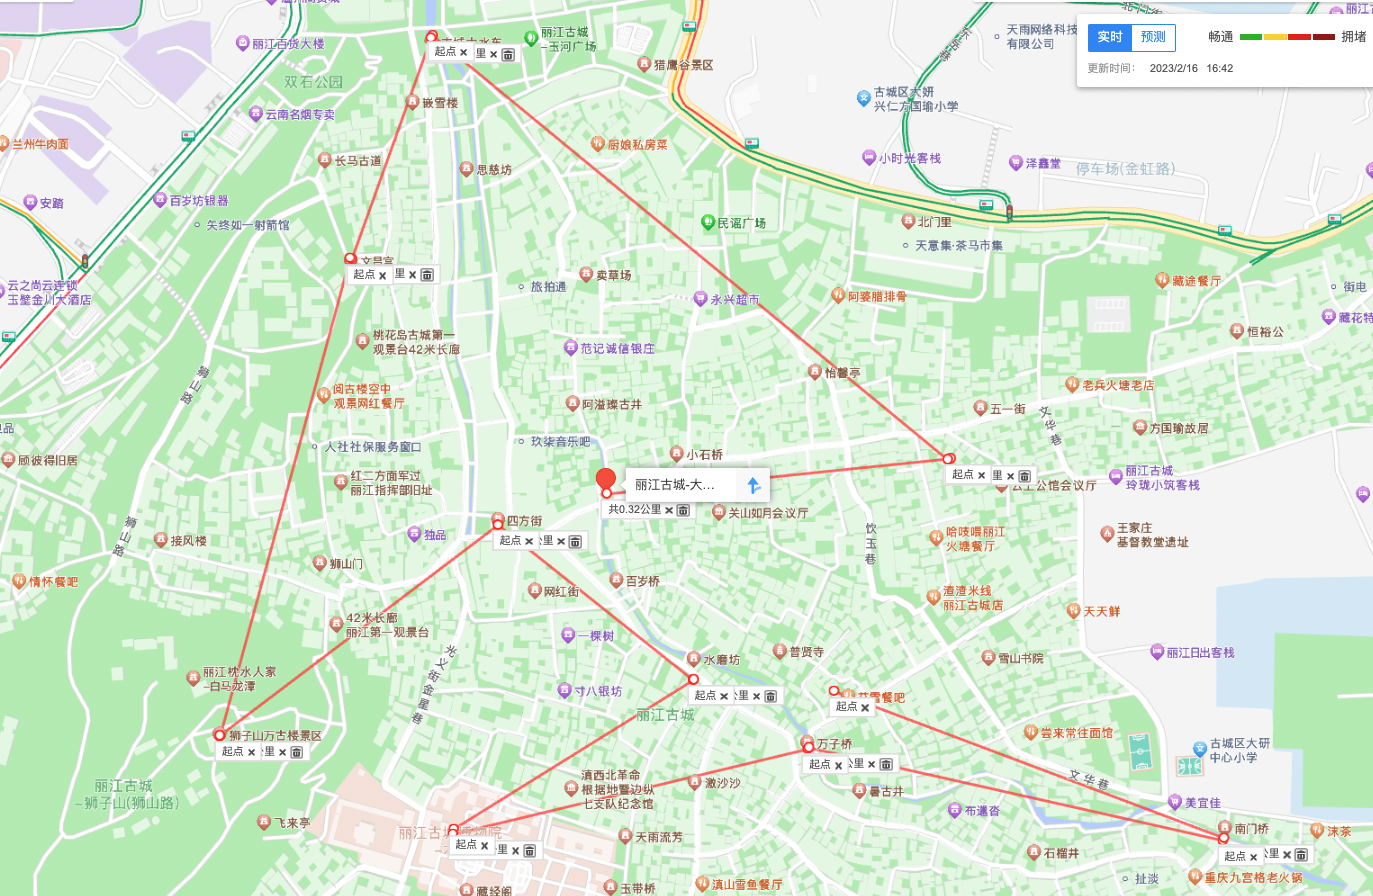 丽江古城
-玉河广场
天雨网络科技
有限公司
实时
预测
畅通
拥堵
更新时间：
2023/2/16 16:42
丽江百货大楼
双石公园
起点
里
猎鹰谷景区
古城区大研
兴仁方国瑜小学
嵌雪楼
云南名烟专卖
兰州牛肉面
厨娘私房菜
长马古道
思慈坊
小时光客栈
泽鑫堂
停车场(金虹路)
安踏
百岁坊银器
矢终如一射箭馆
民谣广场
北门里
天意集·茶马市集
文昌宫
起点
里
卖草场
旅拍通
永兴超市
阿婆腊排骨
藏途餐厅
街电
云之尚云连锁
玉壁金川大酒店
藏花特
恒裕公
桃花岛古城第一
观景台42米长廊
范记诚信银庄
怡馨亭
狮山路
阅古楼空中
观景网红餐厅
阿溢璨古井
老兵火塘老店
五一街
文华巷
方国瑜故居
人社社保服务窗口
玖柒音乐吧
小石桥
顾彼得旧居
红二方面军过
丽江指挥部旧址
丽江古城-大...
起点
里
公馆会议厅
丽江古城
玲珑小筑客栈
共0.32公里
关山如月会议厅
四方街
狮山路
接风楼
独品
起点
公里
饮玉巷
哈吱喂丽江
火塘餐厅
王家庄
基督教堂遗址
狮山门
情怀餐吧
网红街
百岁桥
渣渣米线
丽江古城店
天天鲜
42米长廊
丽江第一观景台
一棵树
光义街金星巷
水磨坊
普贤寺
雪山书院
丽江日出客栈
丽江枕水人家
-白马龙潭
寸八银坊
起点
公里
花雪餐吧
起点
丽江古城
狮子山万古楼景区
起点
公里
万子桥
起点
公里
尝来常往面馆
古城区大研
中心小学
丽江古城
-狮子山(狮山路)
滇西北革命
根据地暨边纵
七支队纪念馆
激沙沙
暑古井
文华巷
布邋沓
美宜佳
飞来亭
起点
里
天雨流芳
南门桥
沫茶
起点
公里
石榴井
藏经阁
玉带桥
滇山雪鱼餐厅
扯淡
重庆九宫格老火锅